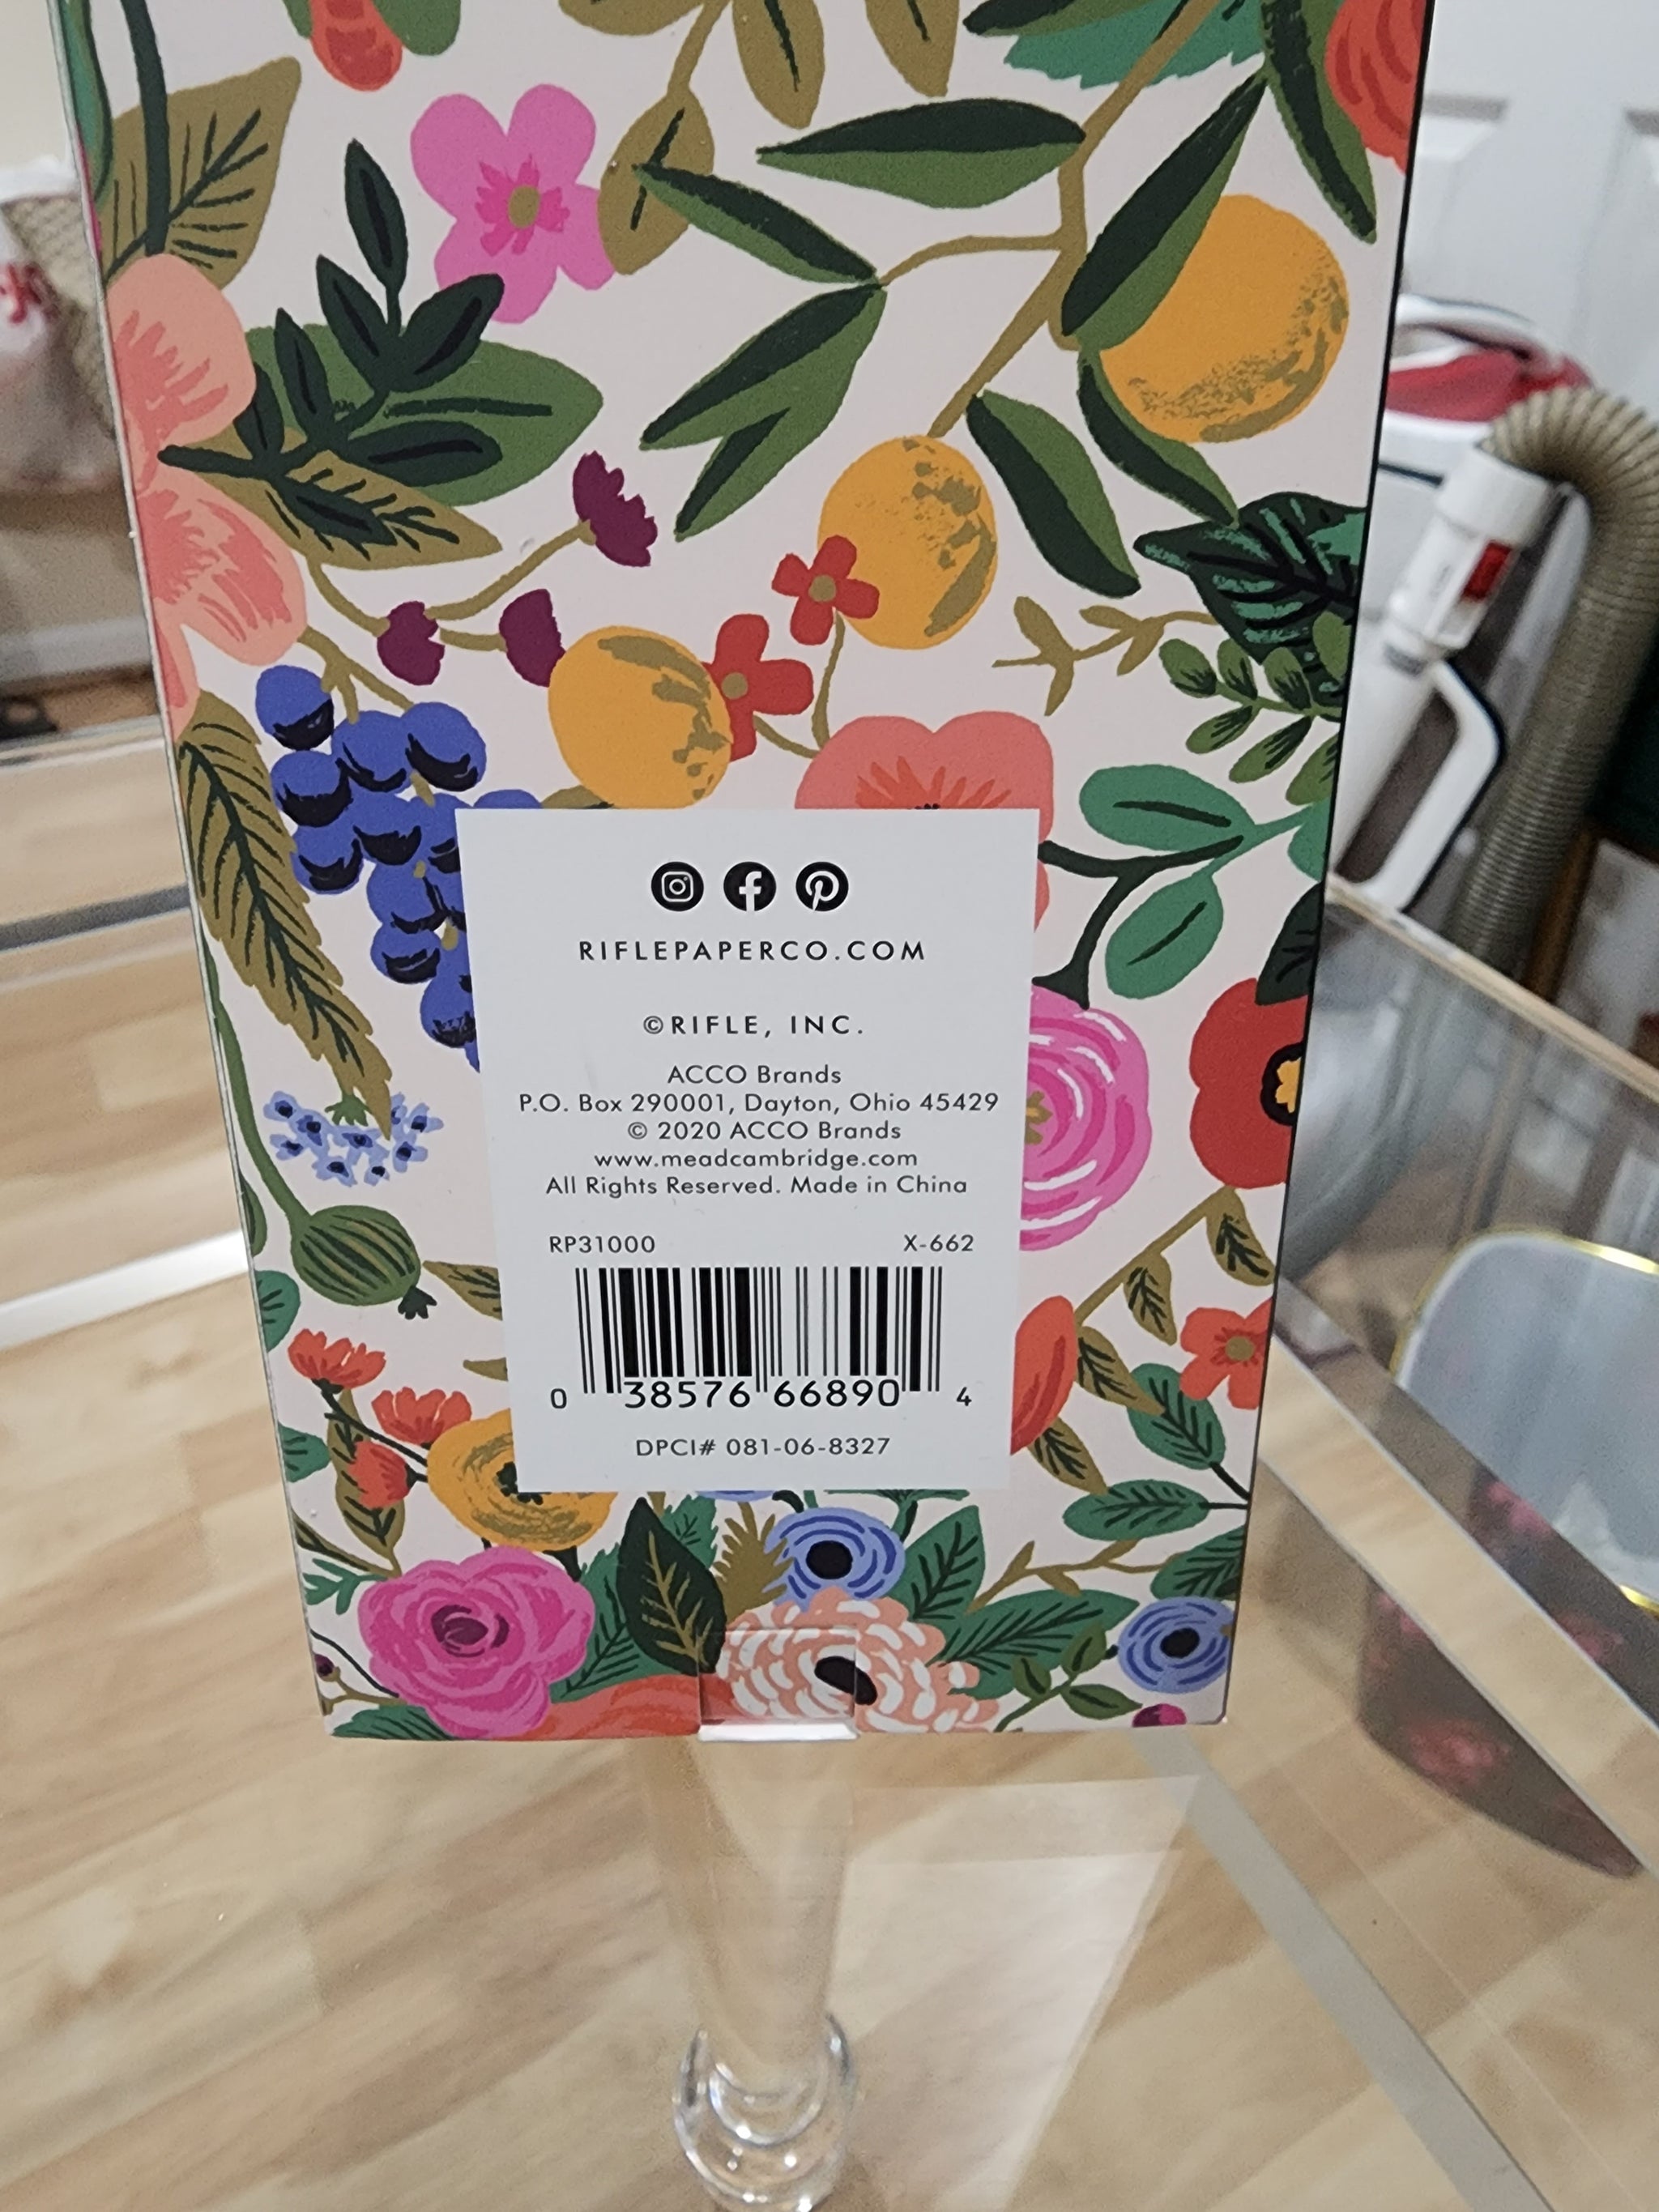 RIFLEPAPERCO.COM
©RIFLE, INC.
ACCO Brands
P.O. Box 290001, Dayton, Ohio 45429
© 2020 ACCO Brands
www.meadcambridge.com
All Rights Reserved. Made in China
RP31000 X-662
0 38576 66890 4
DPCI# 081-06-8327